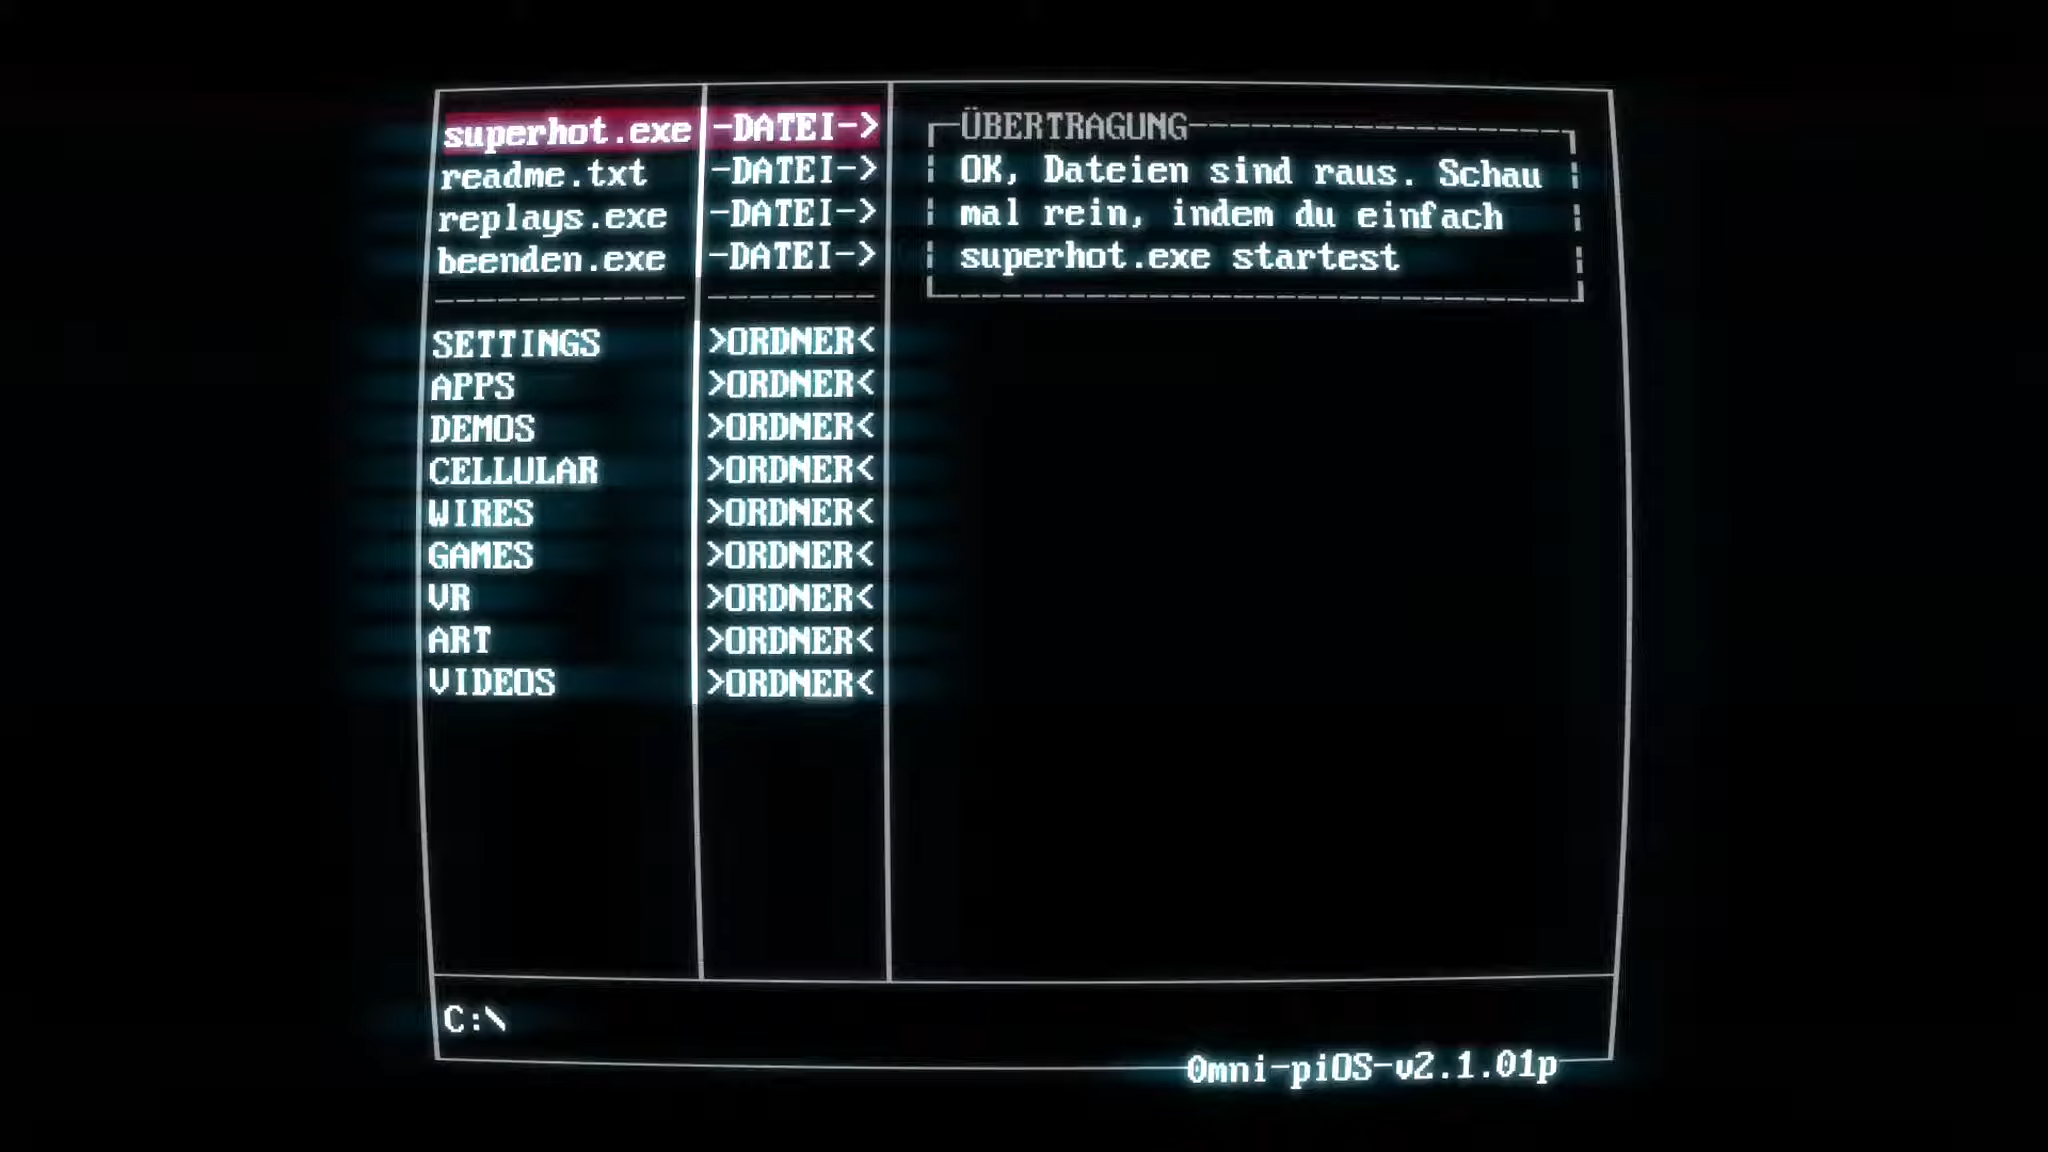 superhot.exe -DATEI->
readme.txt -DATEI->
replays.exe -DATEI->
beenden.exe -DATEI->
SETTINGS >ORDNER<
APPS >ORDNER<
DEMOS >ORDNER<
CELLULAR >ORDNER<
WIRES >ORDNER<
GAMES >ORDNER<
VR >ORDNER<
ART >ORDNER<
VIDEOS >ORDNER<
ÜBERTRAGUNG
OK, Dateien sind raus. Schau
mal rein, indem du einfach
superhot.exe startest
C:\
0mni-piOS-v2.1.01p